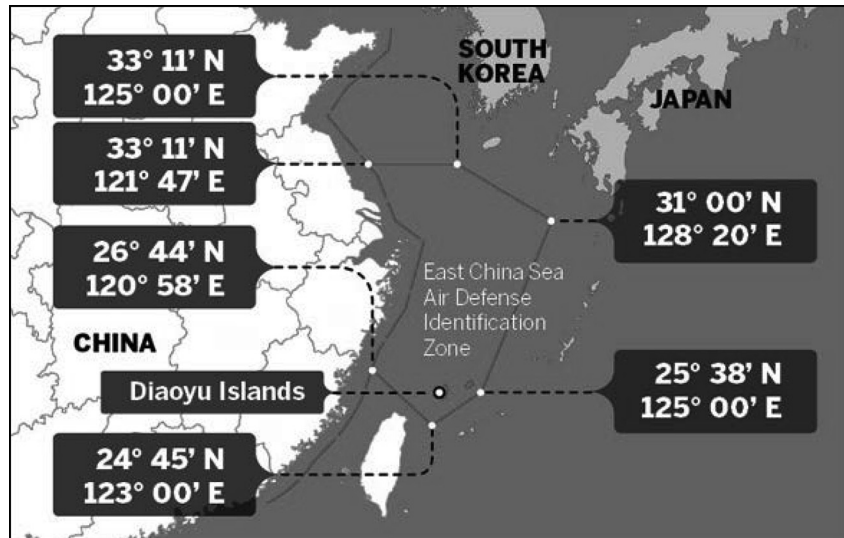 33° 11’ N
125° 00’ E
SOUTH
KOREA
JAPAN
33° 11’ N
121° 47’ E
31° 00’ N
128° 20’ E
26° 44’ N
120° 58’ E
East China Sea
Air Defense
Identification
Zone
CHINA
Diaoyu Islands
25° 38’ N
125° 00’ E
24° 45’ N
123° 00’ E